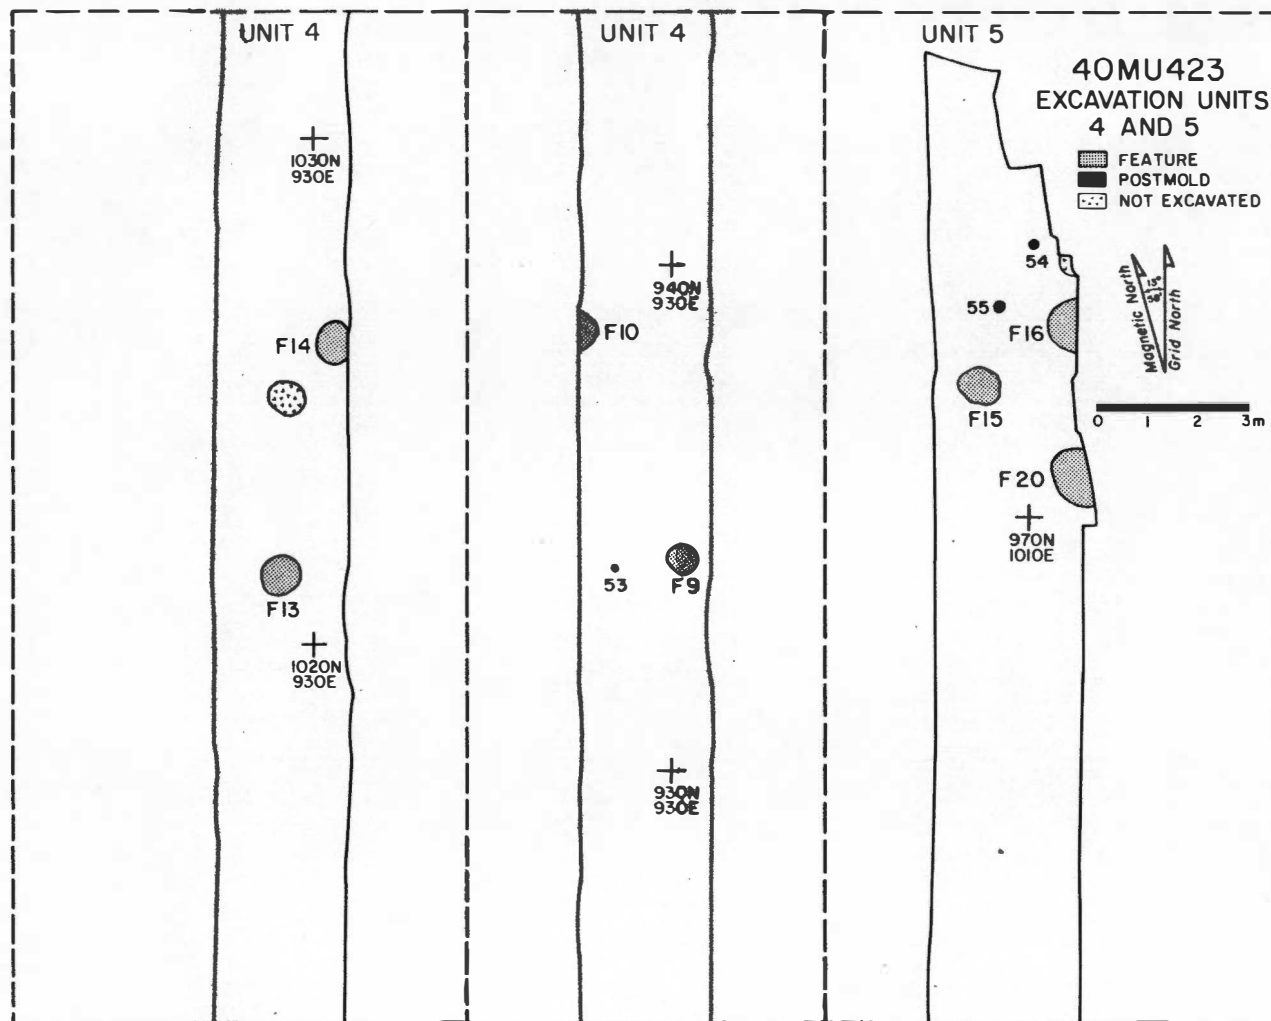 UNIT 4
1030N
930E
F14
F13
1020N
930E
UNIT 4
940N
930E
F10
53
F9
930N
930E
UNIT 5
54
55
F16
F15
F20
970N
1010E
40MU423
EXCAVATION UNITS
4 AND 5
FEATURE
POSTMOLD
NOT EXCAVATED
Magnetic North
Grid North
0 1 2 3m